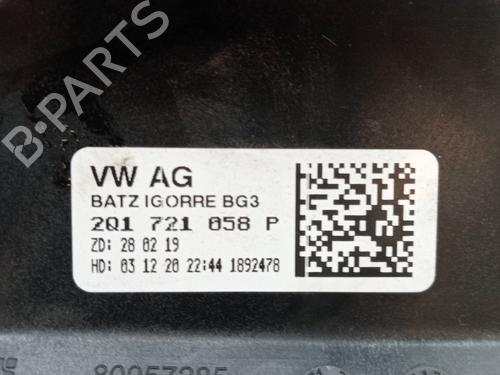 B-PARTS
VW AG
BATZ IGORRE BG3
2Q1 721 058 P
ZD: 28 02 19
HD: 03 12 20 22:44 1892478